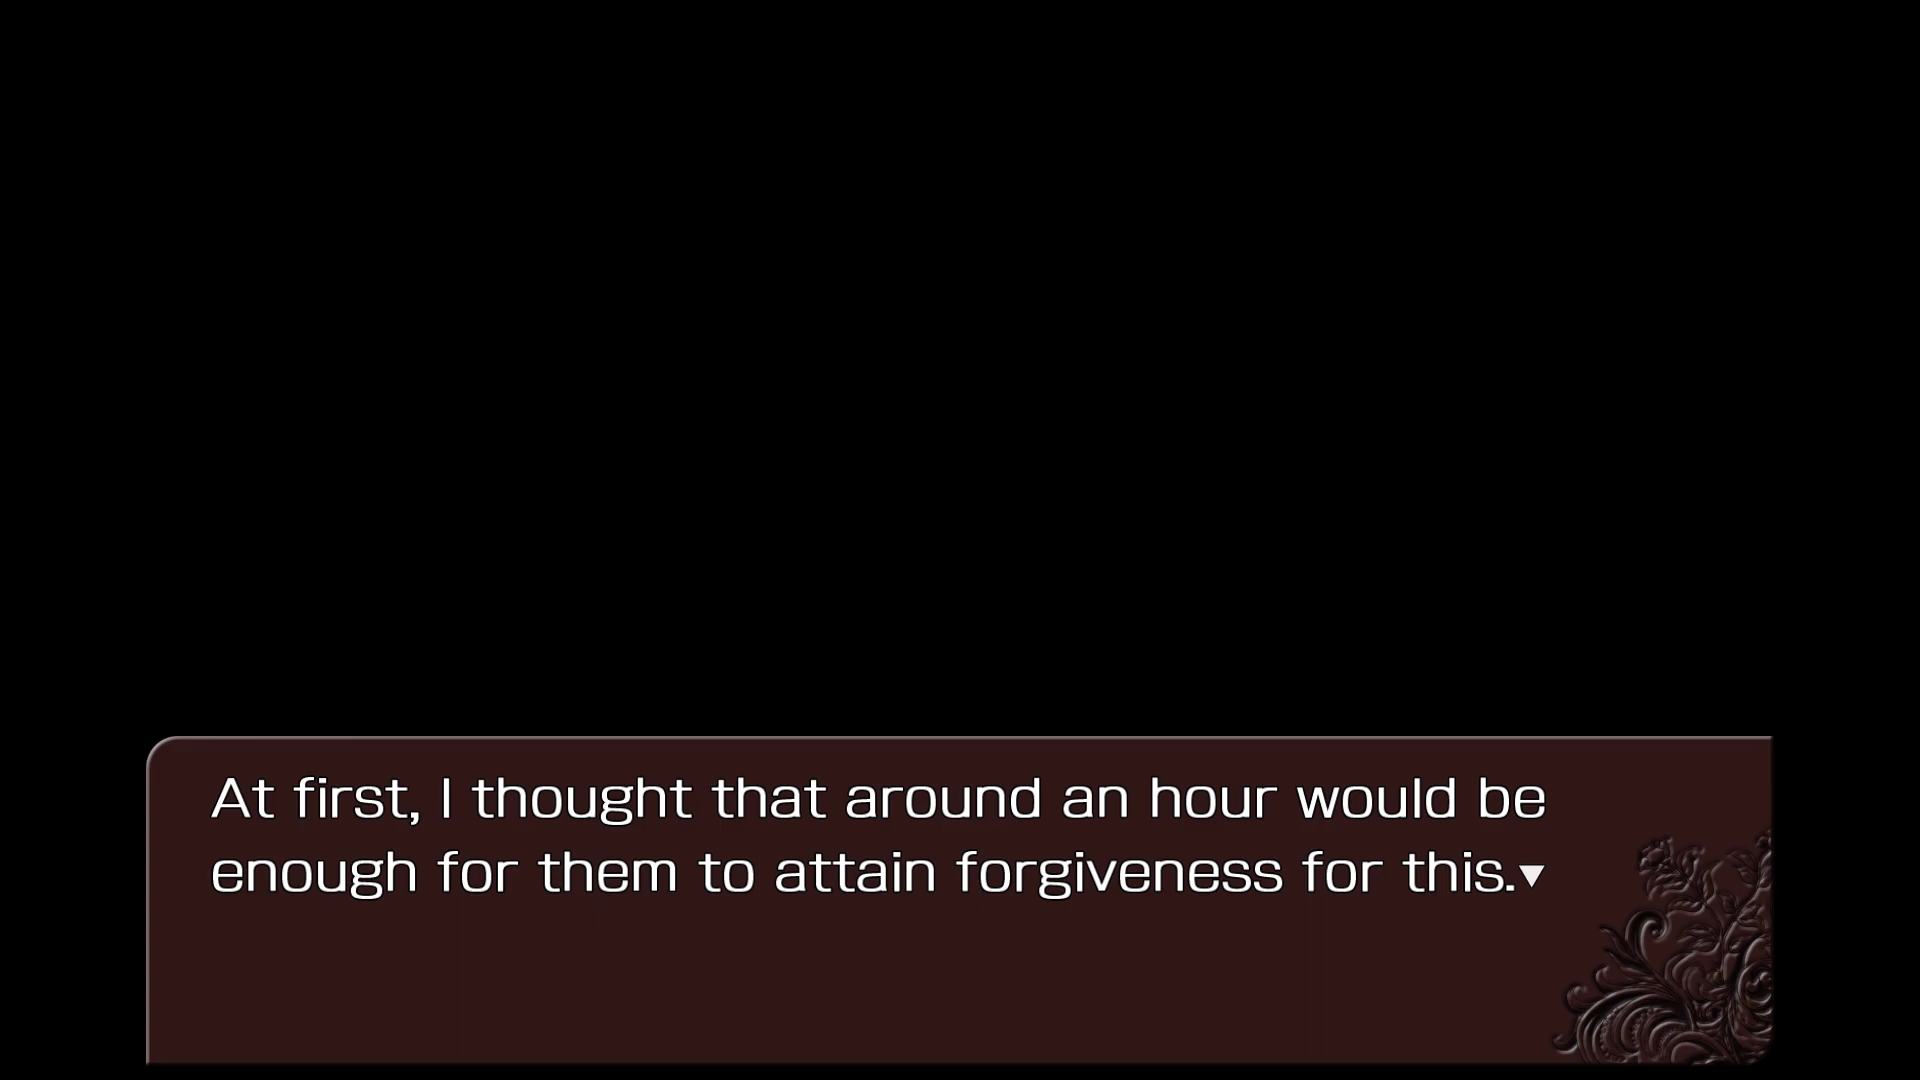 At first, I thought that around an hour would be
enough for them to attain forgiveness for this.